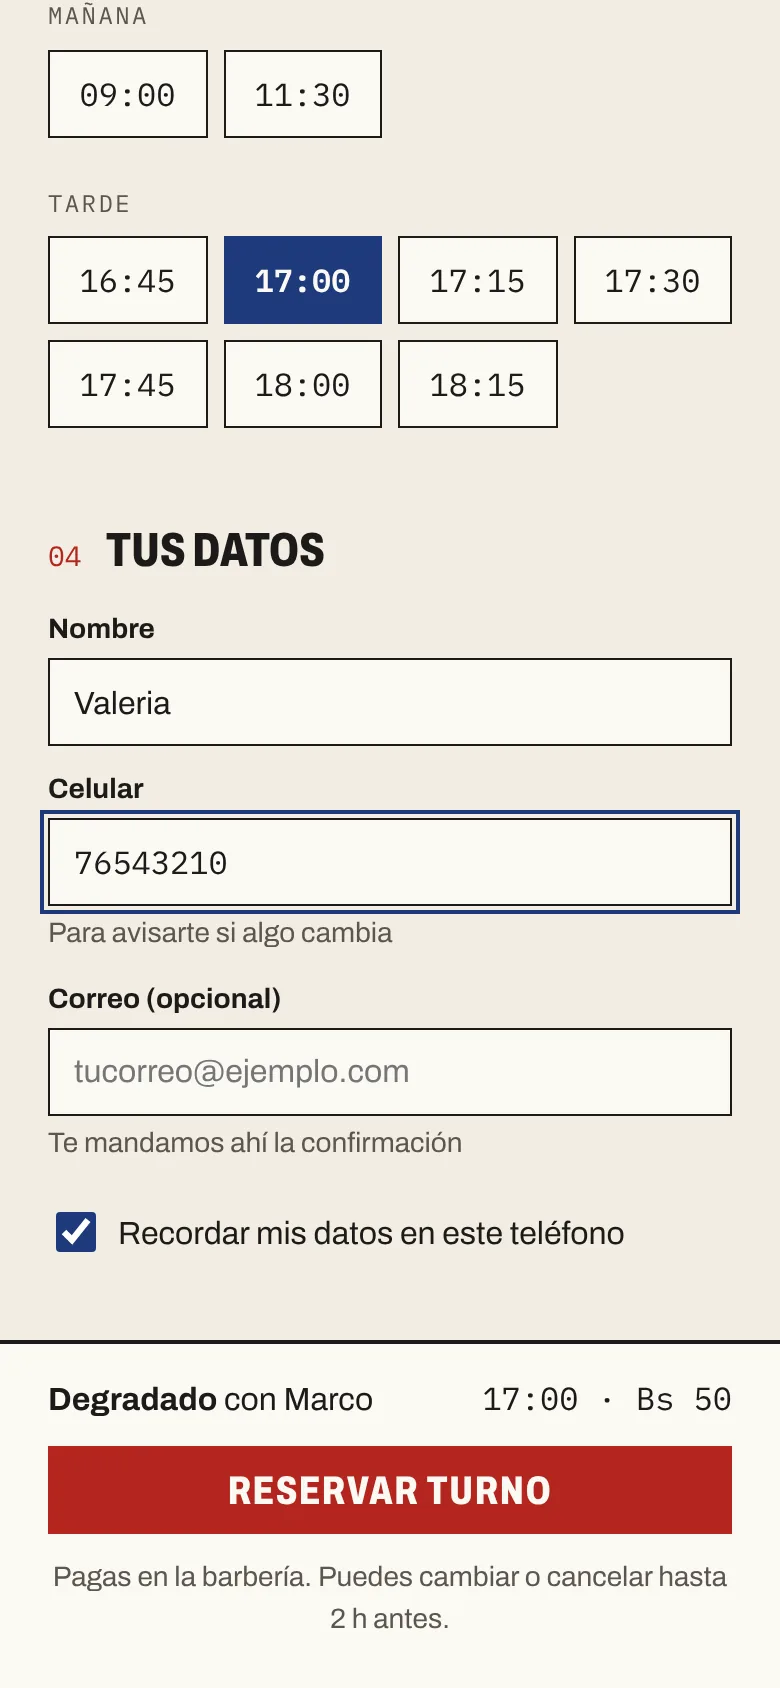 MAÑANA
09:00 11:30
TARDE
16:45 17:00 17:15 17:30
17:45 18:00 18:15
04 TUS DATOS
Nombre
Valeria
Celular
76543210
Para avisarte si algo cambia
Correo (opcional)
tucorreo@ejemplo.com
Te mandamos ahí la confirmación
Recordar mis datos en este teléfono
Degradado con Marco 17:00 · Bs 50
RESERVAR TURNO
Pagas en la barbería. Puedes cambiar o cancelar hasta
2 h antes.